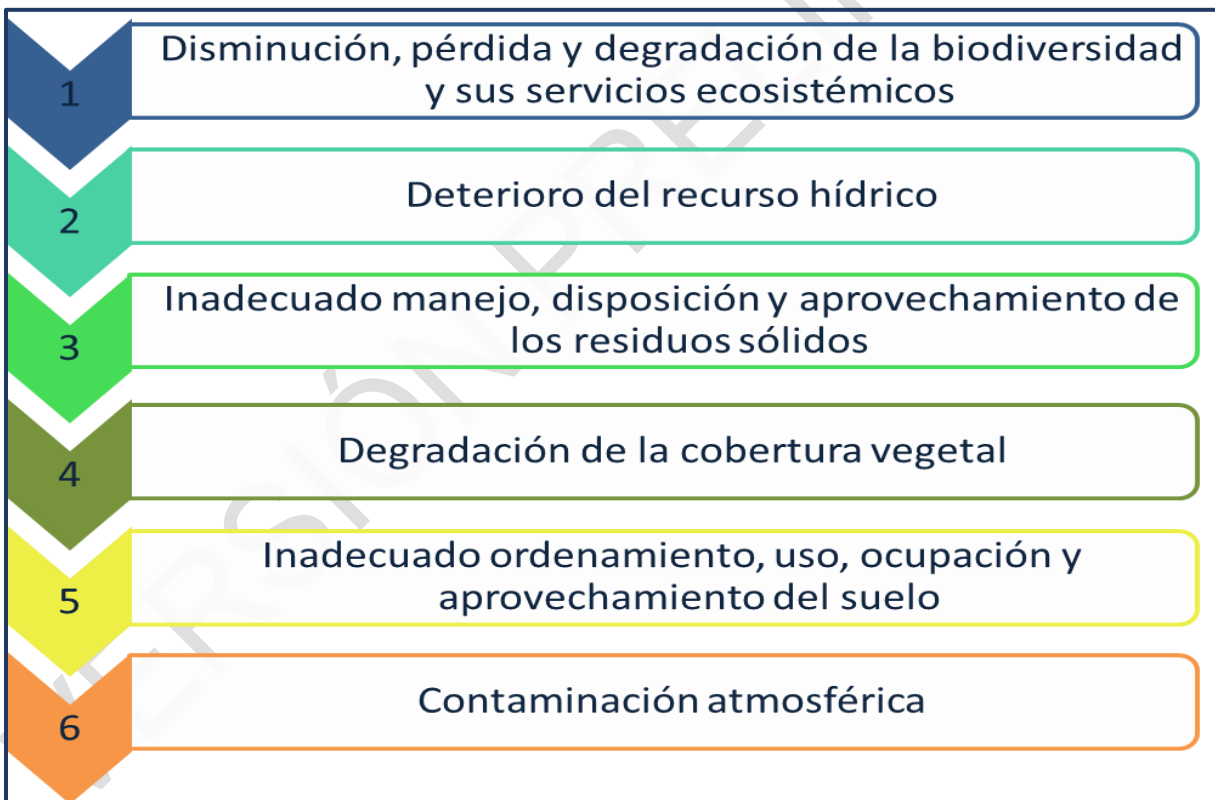 1
Disminución, pérdida y degradación de la biodiversidad
y sus servicios ecosistémicos
2
Deterioro del recurso hídrico
3
Inadecuado manejo, disposición y aprovechamiento de
los residuos sólidos
4
Degradación de la cobertura vegetal
5
Inadecuado ordenamiento, uso, ocupación y
aprovechamiento del suelo
6
Contaminación atmosférica
VERSIÓN